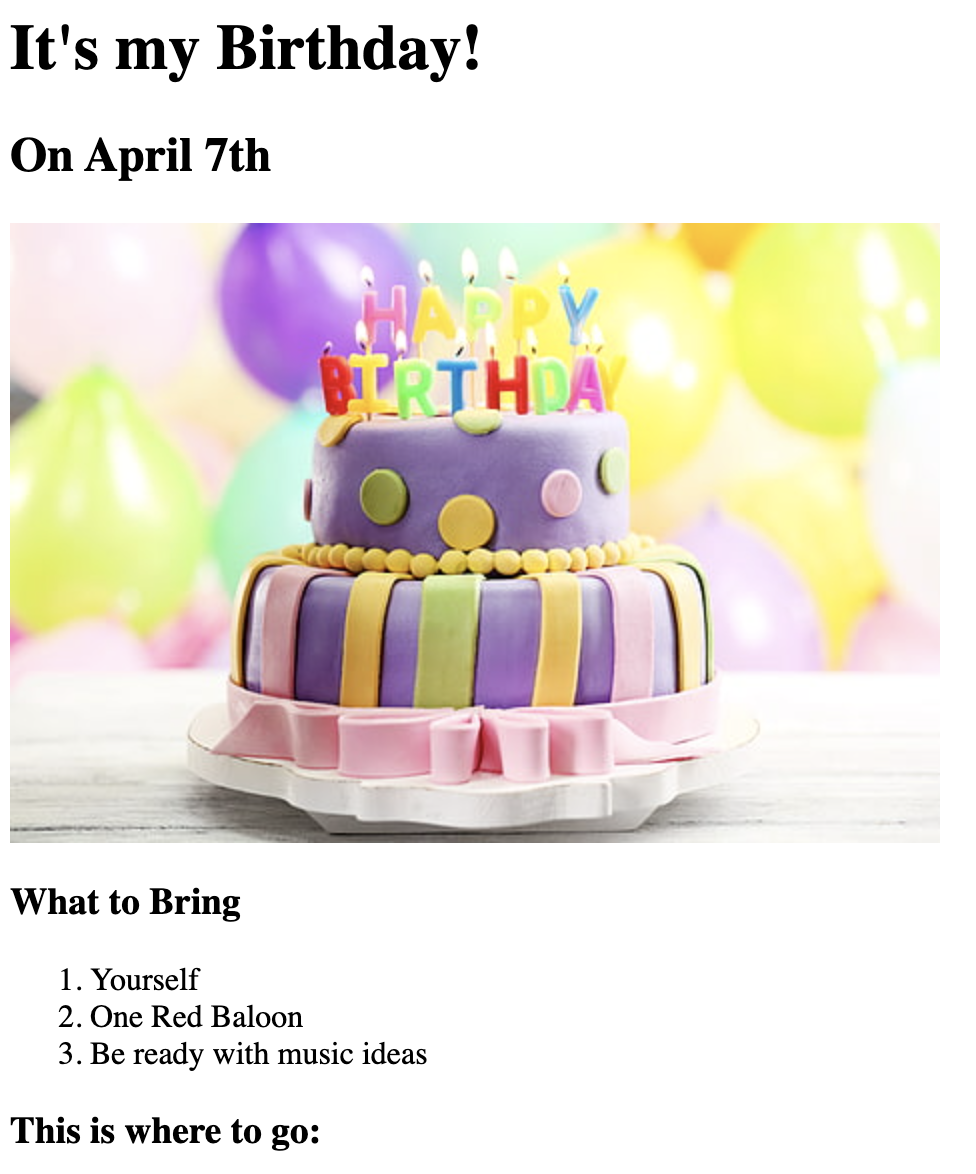 It's my Birthday!
On April 7th
HAPPY
BIRTHDAY
What to Bring
1. Yourself
2. One Red Baloon
3. Be ready with music ideas
This is where to go: